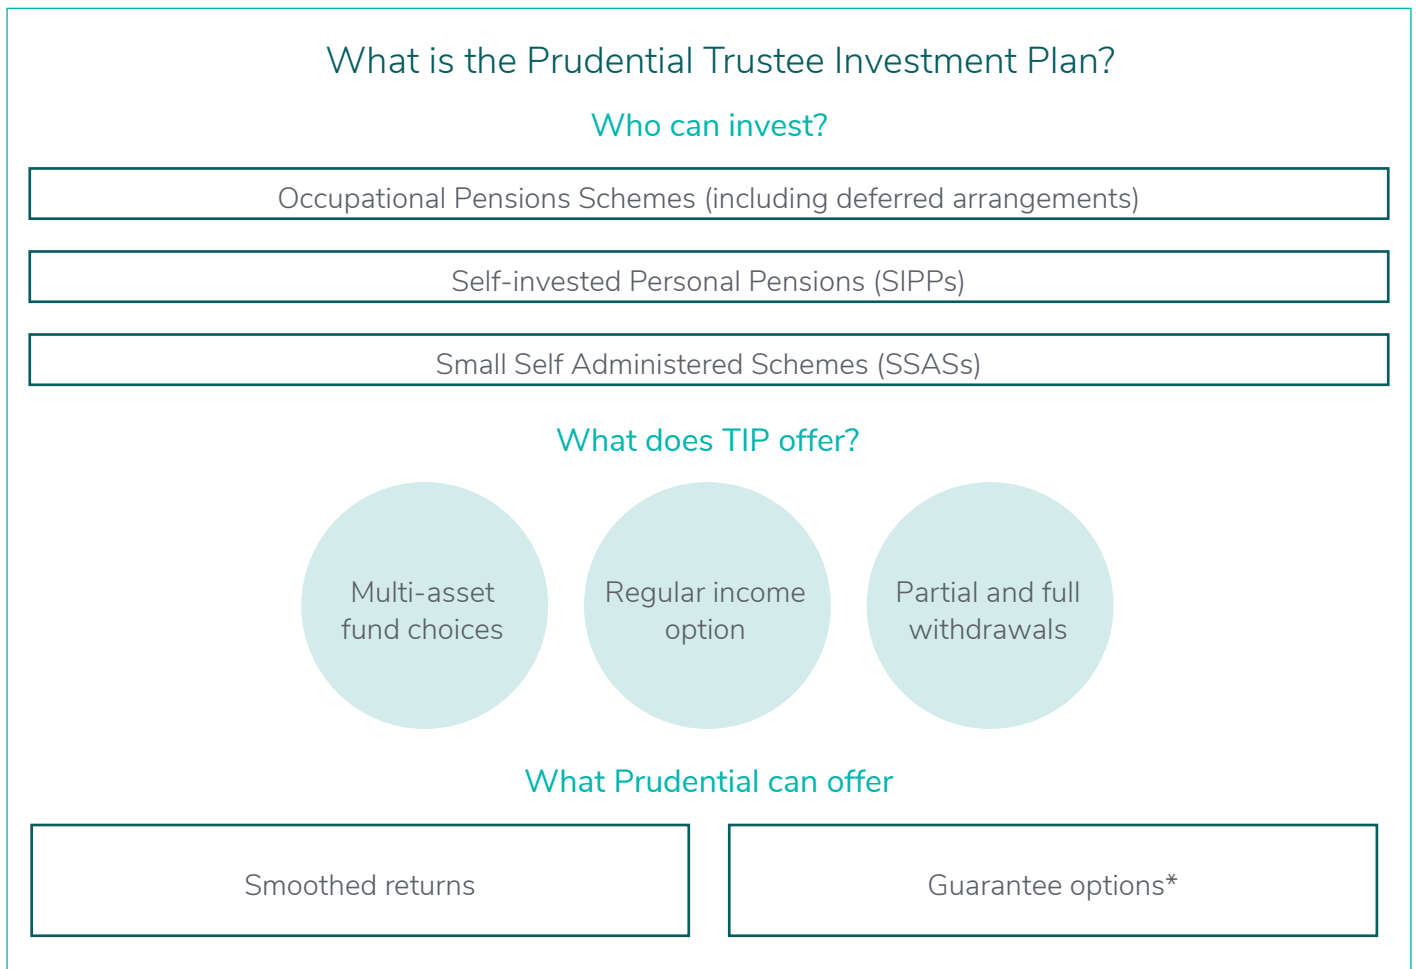 What is the Prudential Trustee Investment Plan?
Who can invest?
Occupational Pensions Schemes (including deferred arrangements)
Self-invested Personal Pensions (SIPPs)
Small Self Administered Schemes (SSASs)
What does TIP offer?
Multi-asset
fund choices
Regular income
option
Partial and full
withdrawals
What Prudential can offer
Smoothed returns
Guarantee options*